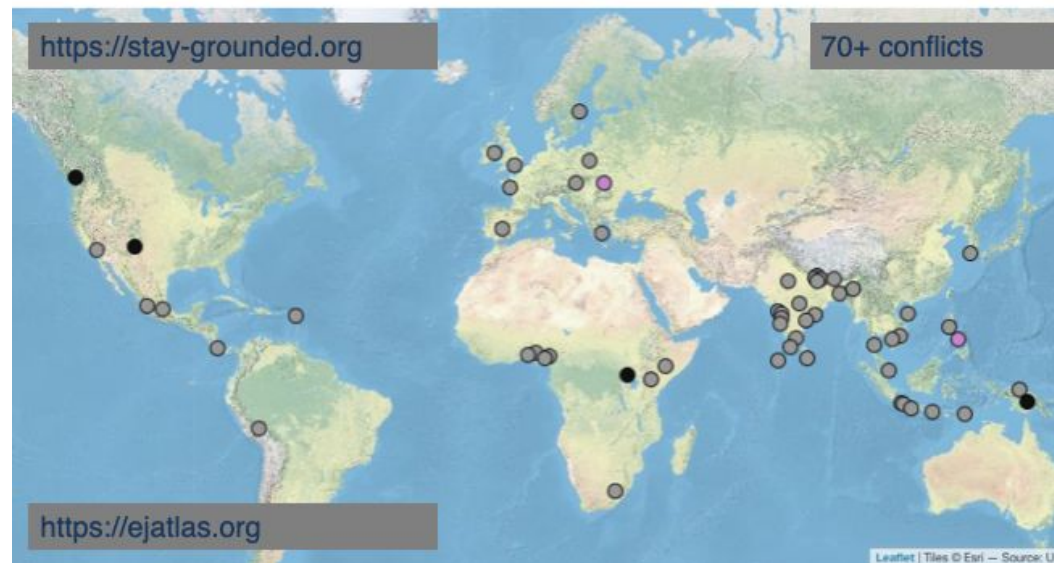 https://stay-grounded.org
70+ conflicts
https://ejatlas.org
Leaflet | Tiles © Esri — Source: U